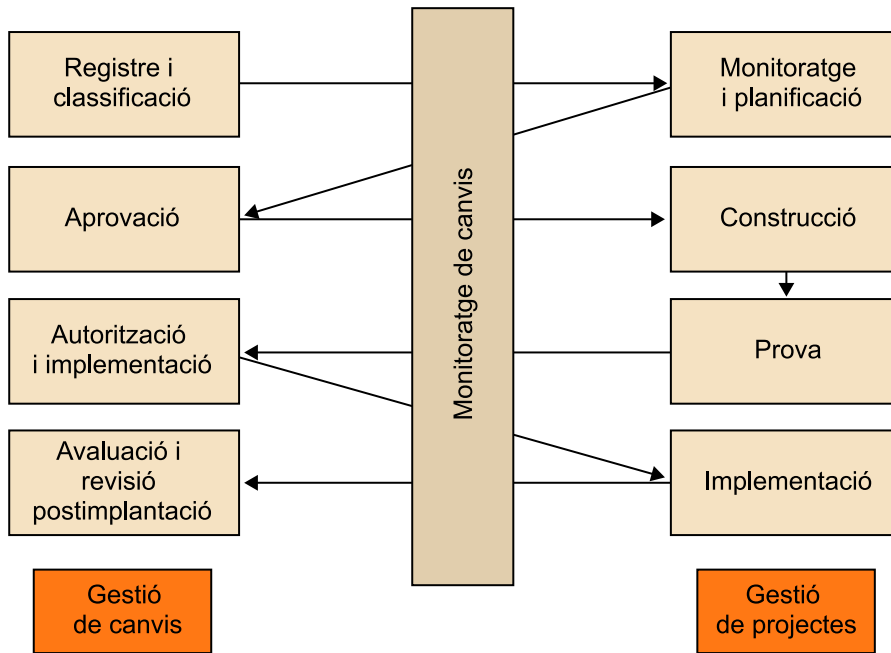 Registre i
classificació
Monitoratge
i planificació
Aprovació
Construcció
Monitoratge de canvis
Autorització
i implementació
Prova
Avaluació i
revisió
postimplantació
Implementació
Gestió
de canvis
Gestió
de projectes